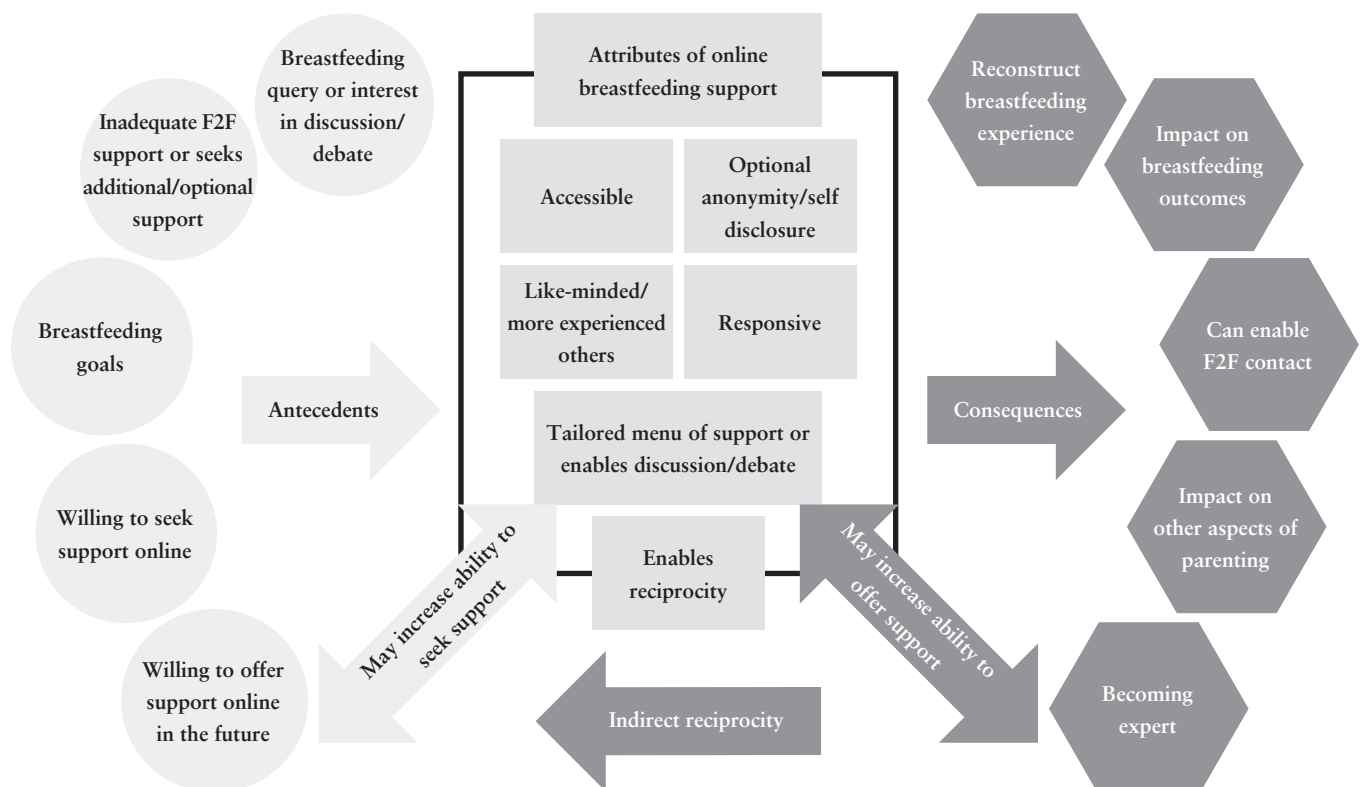 Breastfeeding
query or interest
in discussion/
debate
Inadequate F2F
support or seeks
additional/optional
support
Breastfeeding
goals
Willing to seek
support online
Willing to offer
support online
in the future
Antecedents
Attributes of online
breastfeeding support
Accessible
Optional
anonymity/self
disclosure
Like-minded/
more experienced
others
Responsive
Tailored menu of support or
enables discussion/debate
Enables
reciprocity
May increase ability to
seek support
May increase ability to
offer support
Indirect reciprocity
Consequences
Reconstruct
breastfeeding
experience
Impact on
breastfeeding
outcomes
Can enable
F2F contact
Impact on
other aspects of
parenting
Becoming
expert